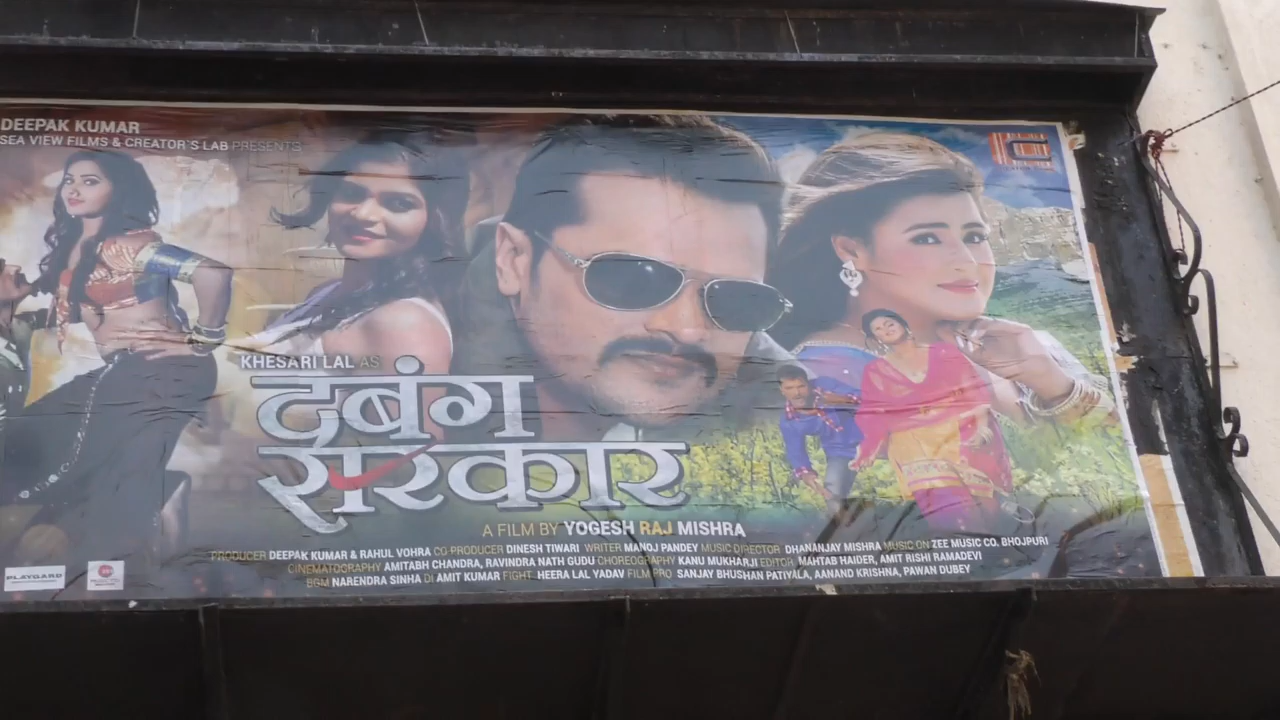 DEEPAK KUMAR
SEA VIEW FILMS & CREATOR'S LAB PRESENTS
KHESARI LAL AS
दबंग
सरकार
A FILM BY YOGESH RAJ MISHRA
PRODUCER DEEPAK KUMAR & RAHUL VOHRA CO-PRODUCER DINESH TIWARI WRITER MANOJ PANDEY MUSIC DIRECTOR DHANANJAY MISHRA MUSIC ON ZEE MUSIC CO. BHOJPURI
CINEMATOGRAPHY AMITABH CHANDRA, RAVINDRA NATH GUDU CHOREOGRAPHY KANU MUKHARJI EDITOR MAHTAB HAIDER, AMIT RISHI RAMADEVI
BGM NARENDRA SINHA DI AMIT KUMAR FIGHT HEERA LAL YADAV FILM PRO SANJAY BHUSHAN PATIYALA, AANAND KRISHNA, PAWAN DUBEY
PLAYGARD